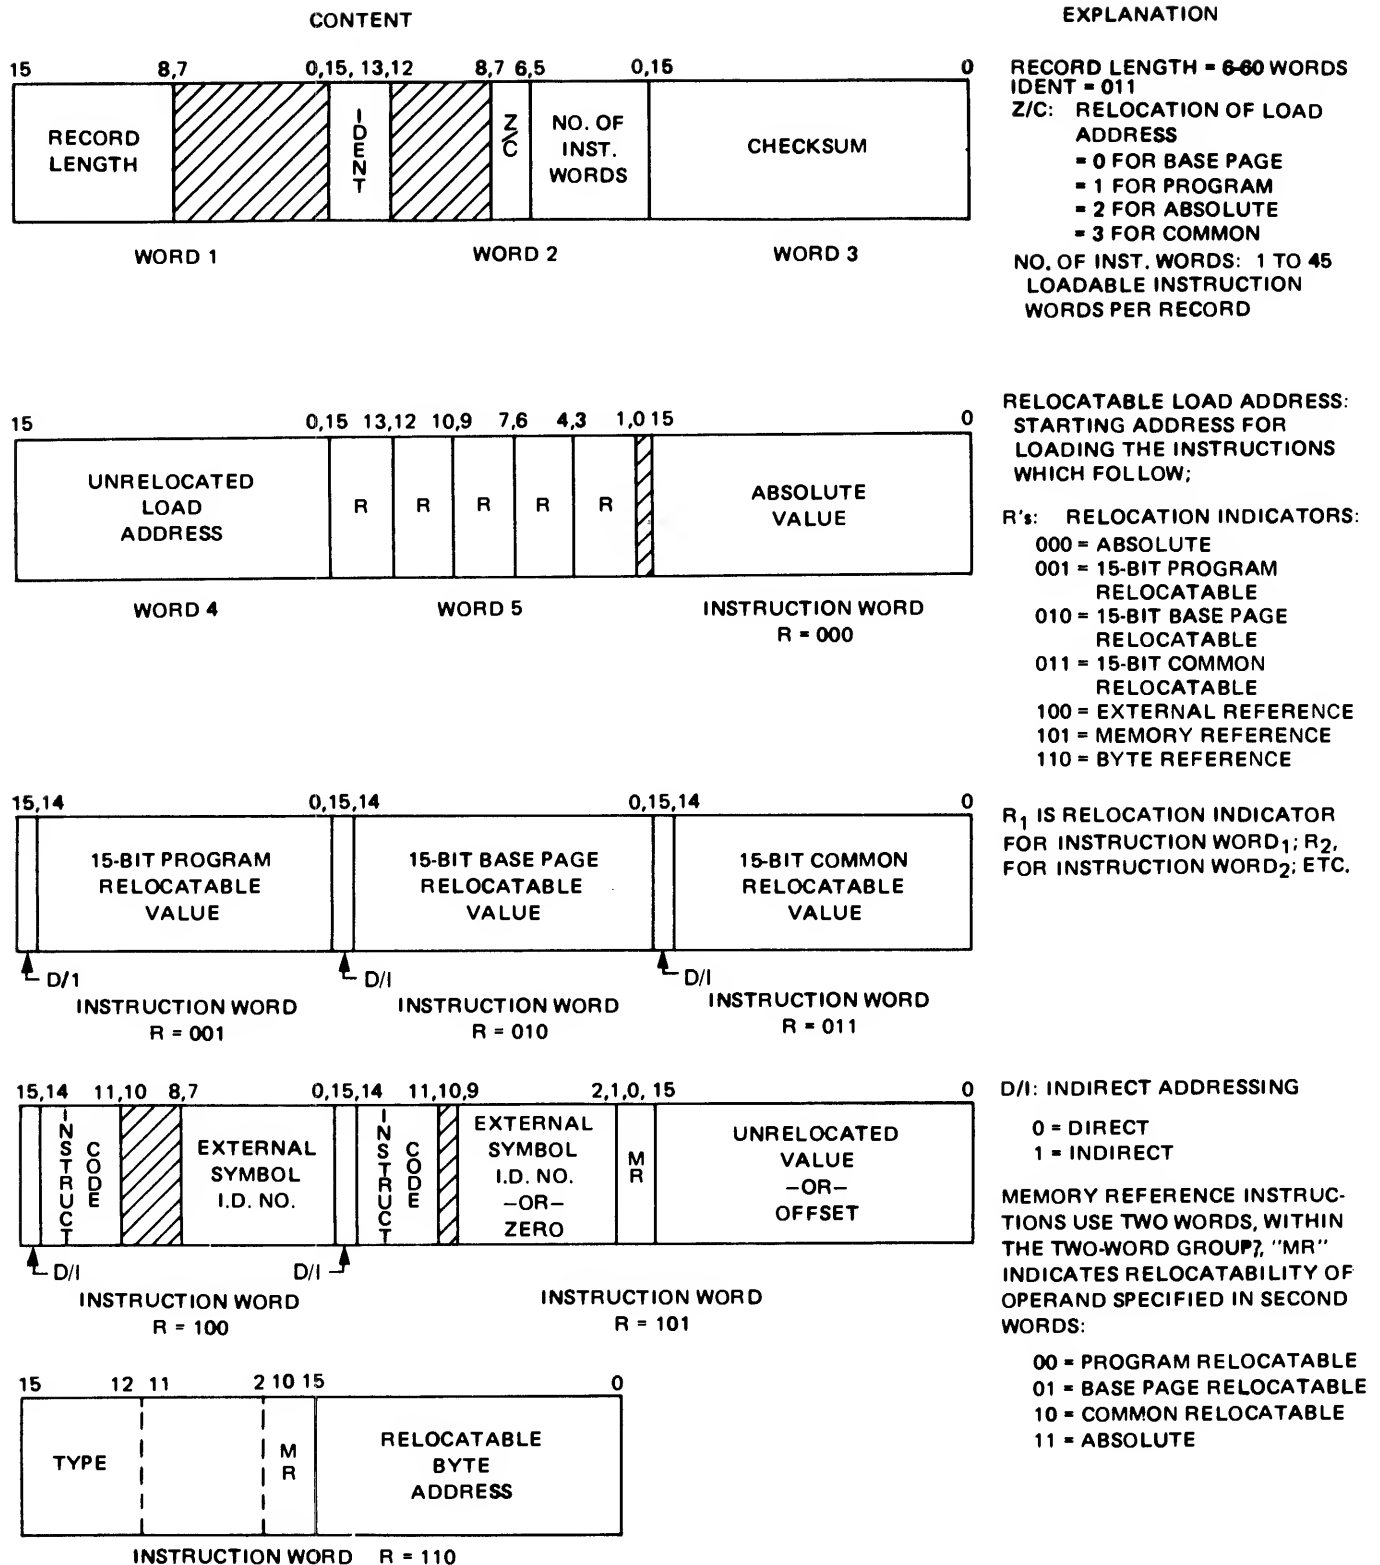 CONTENT
EXPLANATION
15 8,7 0,15, 13,12 8,7 6,5 0,15 0
RECORD LENGTH
IDENT
Z/C
NO. OF INST. WORDS
CHECKSUM
WORD 1 WORD 2 WORD 3
RECORD LENGTH = 6-60 WORDS
IDENT = 011
Z/C: RELOCATION OF LOAD
ADDRESS
= 0 FOR BASE PAGE
= 1 FOR PROGRAM
= 2 FOR ABSOLUTE
= 3 FOR COMMON
NO. OF INST. WORDS: 1 TO 45
LOADABLE INSTRUCTION
WORDS PER RECORD
15 0,15 13,12 10,9 7,6 4,3 1,0 15 0
UNRELOCATED
LOAD
ADDRESS
R R R R R
ABSOLUTE
VALUE
WORD 4 WORD 5 INSTRUCTION WORD
R = 000
RELOCATABLE LOAD ADDRESS:
STARTING ADDRESS FOR
LOADING THE INSTRUCTIONS
WHICH FOLLOW;
R's: RELOCATION INDICATORS:
000 = ABSOLUTE
001 = 15-BIT PROGRAM
RELOCATABLE
010 = 15-BIT BASE PAGE
RELOCATABLE
011 = 15-BIT COMMON
RELOCATABLE
100 = EXTERNAL REFERENCE
101 = MEMORY REFERENCE
110 = BYTE REFERENCE
15,14 0,15,14 0,15,14 0
15-BIT PROGRAM
RELOCATABLE
VALUE
15-BIT BASE PAGE
RELOCATABLE
VALUE
15-BIT COMMON
RELOCATABLE
VALUE
D/1 D/I D/I
INSTRUCTION WORD INSTRUCTION WORD INSTRUCTION WORD
R = 001 R = 010 R = 011
R1 IS RELOCATION INDICATOR
FOR INSTRUCTION WORD1; R2,
FOR INSTRUCTION WORD2; ETC.
15,14 11,10 8,7 0,15,14 11,10,9 2,1,0, 15 0
INSTRUCT CODE
EXTERNAL
SYMBOL
I.D. NO.
INSTRUCT CODE
EXTERNAL
SYMBOL
I.D. NO.
–OR–
ZERO
MR
UNRELOCATED
VALUE
–OR–
OFFSET
D/I D/I
INSTRUCTION WORD INSTRUCTION WORD
R = 100 R = 101
D/I: INDIRECT ADDRESSING
0 = DIRECT
1 = INDIRECT
MEMORY REFERENCE INSTRUC-
TIONS USE TWO WORDS, WITHIN
THE TWO-WORD GROUP?, "MR"
INDICATES RELOCATABILITY OF
OPERAND SPECIFIED IN SECOND
WORDS:
00 = PROGRAM RELOCATABLE
01 = BASE PAGE RELOCATABLE
10 = COMMON RELOCATABLE
11 = ABSOLUTE
15 12 11 2 10 15 0
TYPE
MR
RELOCATABLE
BYTE
ADDRESS
INSTRUCTION WORD R = 110